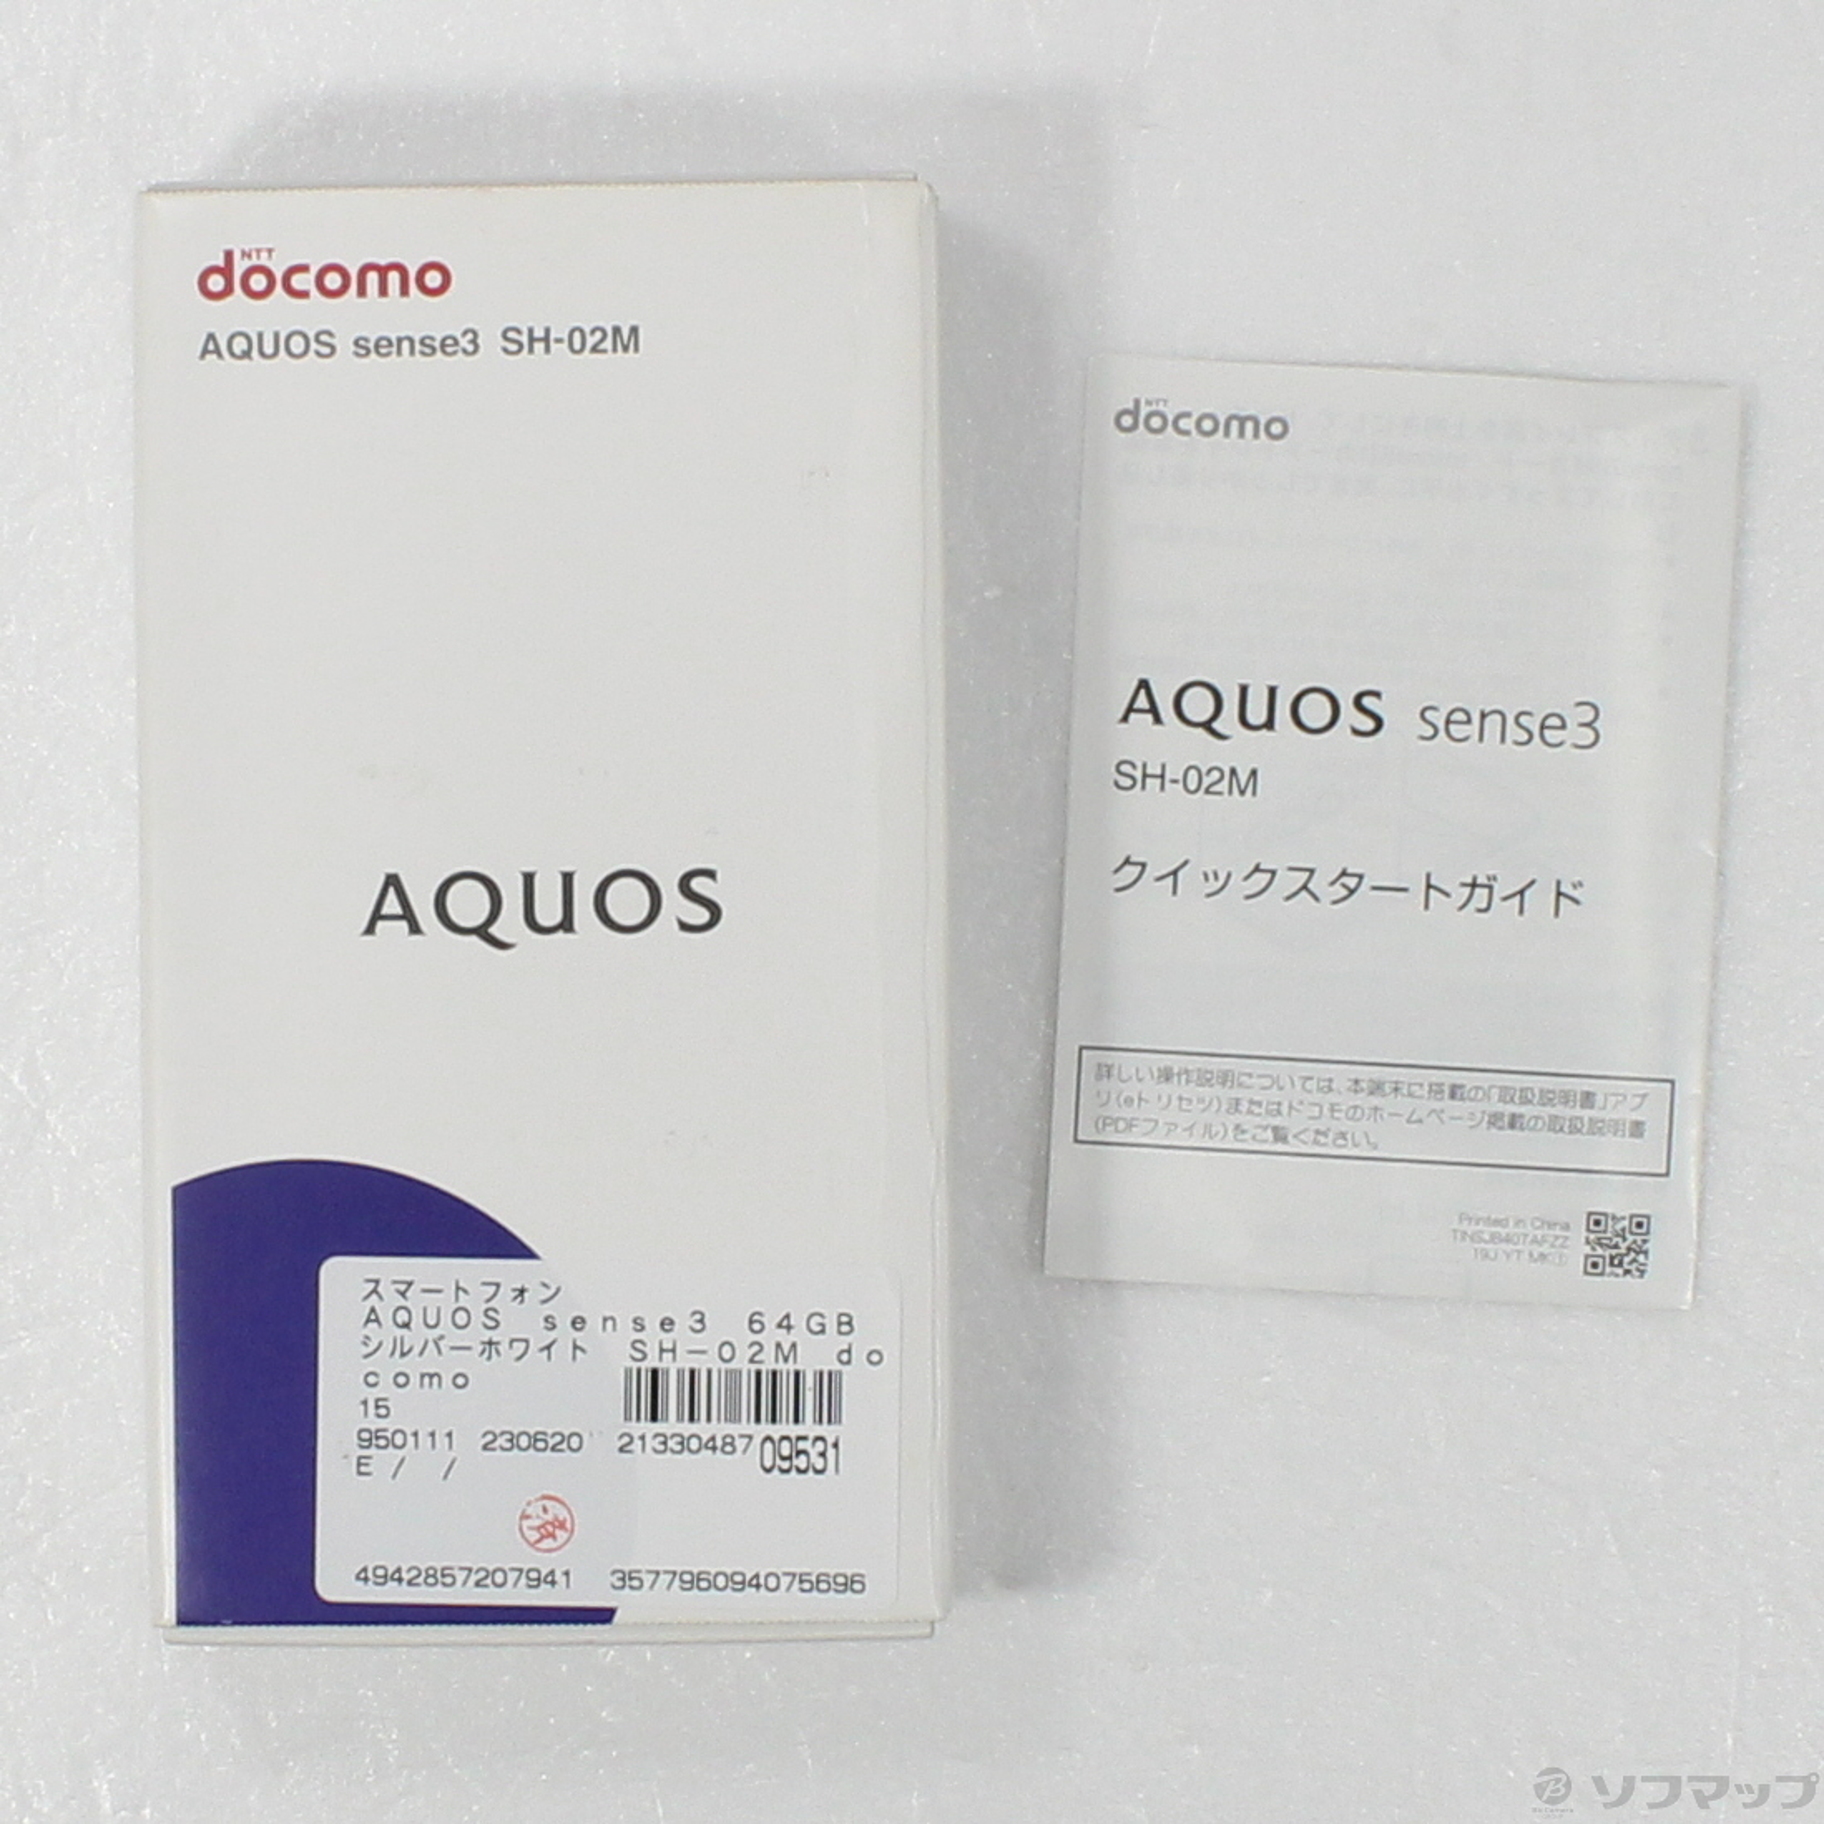 NTT
docomo
AQUOS sense3 SH-02M
AQUOS
スマートフォン
AQUOS sense3 64GB
シルバーホワイト SH-02M do
como
15
950111 230620 21330487 09531
E / /
4942857207941 357796094075696
NTT
docomo
AQUOS sense3
SH-02M
クイックスタートガイド
詳しい操作説明については、本端末に搭載の「取扱説明書」アプ
リ(eトリセツ)またはドコモのホームページ掲載の取扱説明書
(PDFファイル)をご覧ください。
Printed in China
TINSJB407AFZZ
19J YT MK①
ソフマップ